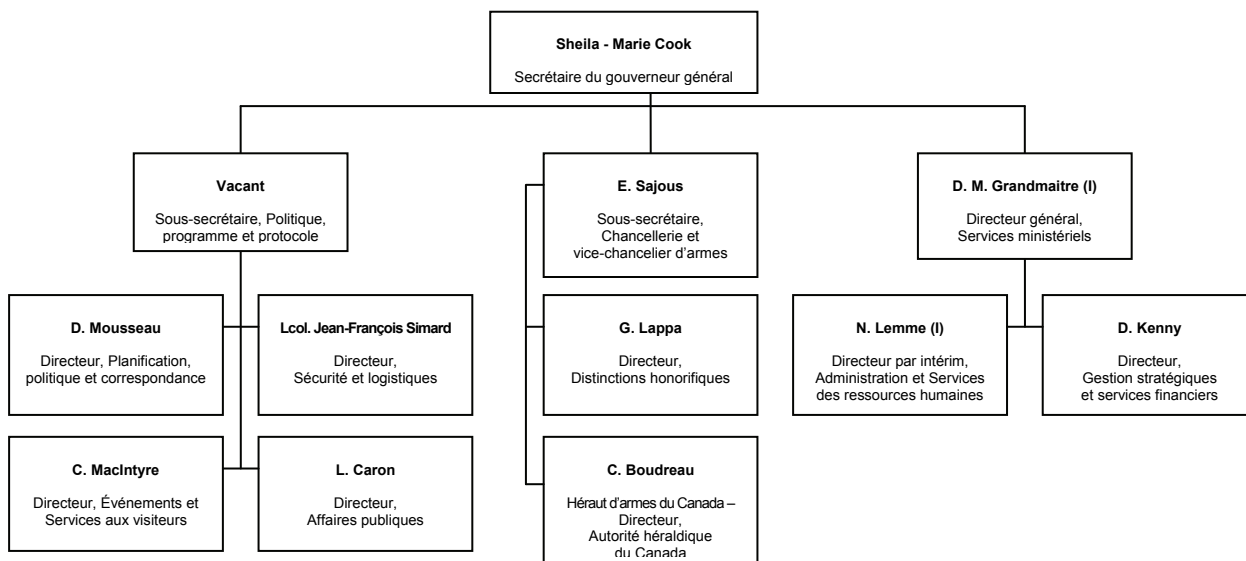 Sheila - Marie Cook
Secrétaire du gouverneur général
Vacant
Sous-secrétaire, Politique,
programme et protocole
E. Sajous
Sous-secrétaire,
Chancellerie et
vice-chancelier d’armes
D. M. Grandmaitre (I)
Directeur général,
Services ministériels
D. Mousseau
Directeur, Planification,
politique et correspondance
Lcol. Jean-François Simard
Directeur,
Sécurité et logistiques
G. Lappa
Directeur,
Distinctions honorifiques
N. Lemme (I)
Directeur par intérim,
Administration et Services
des ressources humaines
D. Kenny
Directeur,
Gestion stratégiques
et services financiers
C. MacIntyre
Directeur, Événements et
Services aux visiteurs
L. Caron
Directeur,
Affaires publiques
C. Boudreau
Héraut d’armes du Canada –
Directeur,
Autorité héraldique
du Canada